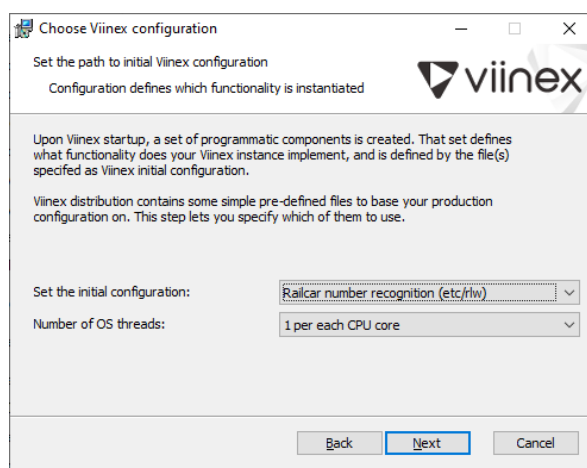 Choose Viinex configuration
Set the path to initial Viinex configuration
Configuration defines which functionality is instantiated
viinex
Upon Viinex startup, a set of programmatic components is created. That set defines
what functionality does your Viinex instance implement, and is defined by the file(s)
specifed as Viinex initial configuration.
Viinex distribution contains some simple pre-defined files to base your production
configuration on. This step lets you specify which of them to use.
Set the initial configuration:
Railcar number recognition (etc/rlw)
Number of OS threads:
1 per each CPU core
Back
Next
Cancel